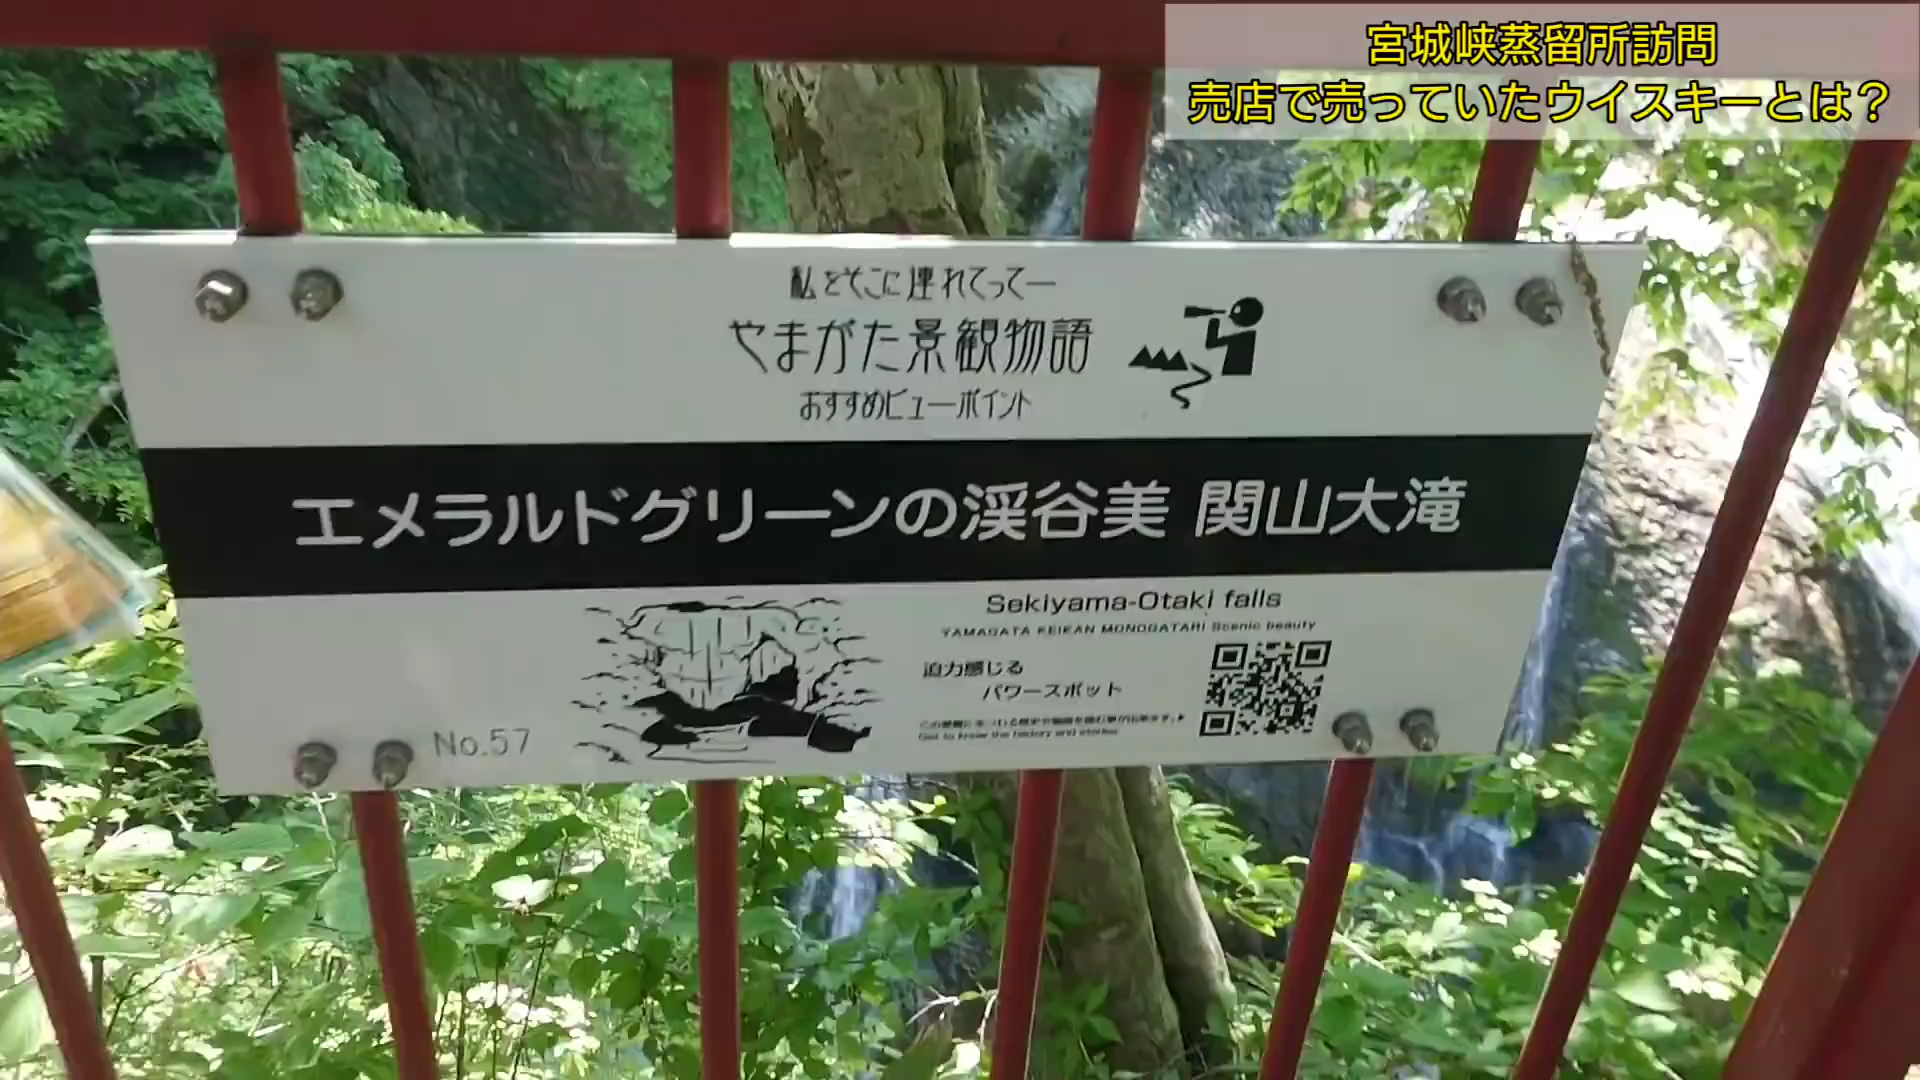 宮城峡蒸留所訪問
売店で売っていたウイスキーとは？
私をそこに連れてって―
やまがた景観物語
おすすめビューポイント
エメラルドグリーンの渓谷美 関山大滝
Sekiyama-Otaki falls
YAMAGATA KEIKAN MONOGATARI Scenic beauty
迫力感じる
パワースポット
No.57